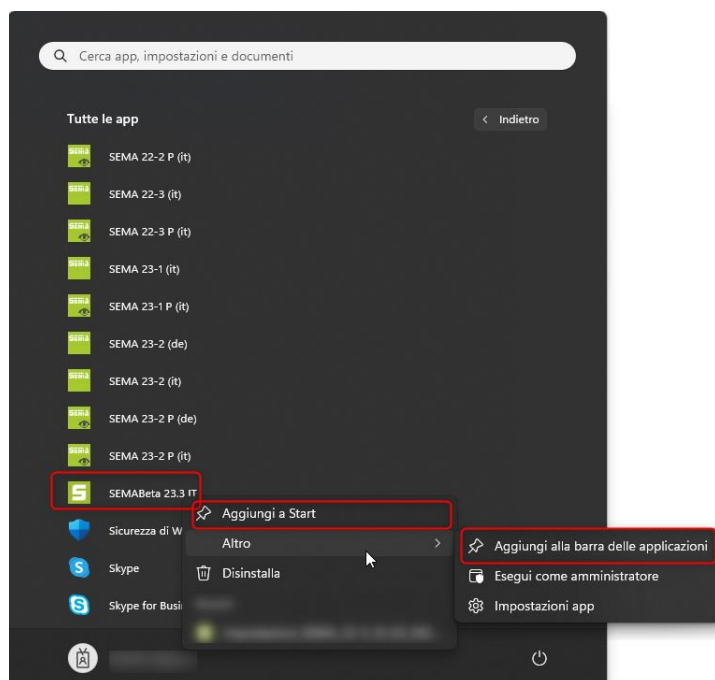 Cerca app, impostazioni e documenti
Tutte le app
Indietro
SEMA 22-2 P (it)
SEMA 22-3 (it)
SEMA 22-3 P (it)
SEMA 23-1 (it)
SEMA 23-1 P (it)
SEMA 23-2 (de)
SEMA 23-2 (it)
SEMA 23-2 P (de)
SEMA 23-2 P (it)
SEMABeta 23.3 IT
Aggiungi a Start
Sicurezza di W
Altro
Aggiungi alla barra delle applicazioni
Skype
Disinstalla
Esegui come amministratore
Skype for Busi
Impostazioni app